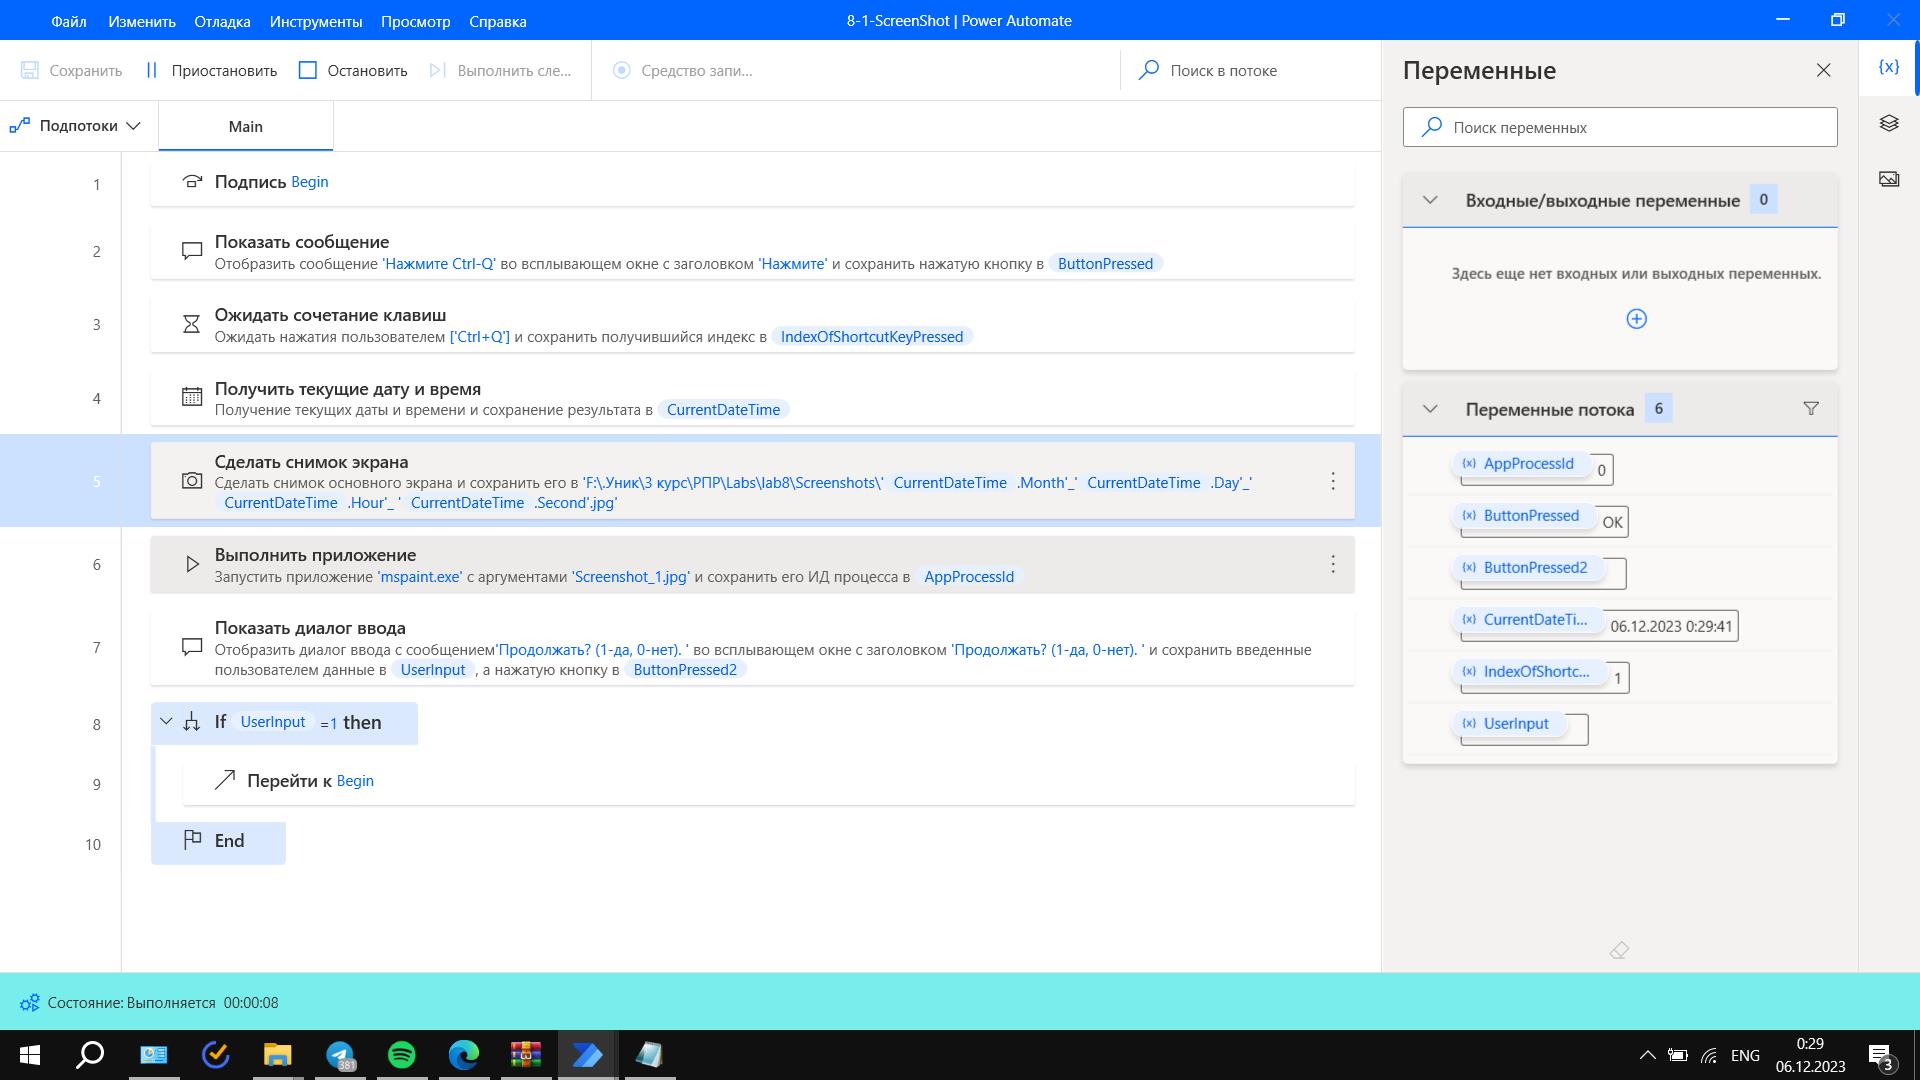 Файл Изменить Отладка Инструменты Просмотр Справка 8-1-ScreenShot | Power Automate
Сохранить Приостановить Остановить Выполнить сле... Средство запи... Поиск в потоке
Подпотоки Main
1 Подпись Begin
2 Показать сообщение
Отобразить сообщение 'Нажмите Ctrl-Q' во всплывающем окне с заголовком 'Нажмите' и сохранить нажатую кнопку в ButtonPressed
3 Ожидать сочетание клавиш
Ожидать нажатия пользователем ['Ctrl+Q'] и сохранить получившийся индекс в IndexOfShortcutKeyPressed
4 Получить текущие дату и время
Получение текущих даты и времени и сохранение результата в CurrentDateTime
5 Сделать снимок экрана
Сделать снимок основного экрана и сохранить его в 'F:\.Уник\3 курс\РПР\Labs\lab8\Screenshots\' CurrentDateTime .Month'_' CurrentDateTime .Day'_'
CurrentDateTime .Hour'_ ' CurrentDateTime .Second'.jpg'
6 Выполнить приложение
Запустить приложение 'mspaint.exe' с аргументами 'Screenshot_1.jpg' и сохранить его ИД процесса в AppProcessId
7 Показать диалог ввода
Отобразить диалог ввода с сообщением'Продолжать? (1-да, 0-нет). ' во всплывающем окне с заголовком 'Продолжать? (1-да, 0-нет). ' и сохранить введенные
пользователем данные в UserInput , а нажатую кнопку в ButtonPressed2
8 If UserInput =1 then
9 Перейти к Begin
10 End
Переменные
{x}
Поиск переменных
Входные/выходные переменные 0
Здесь еще нет входных или выходных переменных.
Переменные потока 6
{x} AppProcessId 0
{x} ButtonPressed OK
{x} ButtonPressed2
{x} CurrentDateTi... 06.12.2023 0:29:41
{x} IndexOfShortc... 1
{x} UserInput
Состояние: Выполняется 00:00:08
381
ENG
0:29
06.12.2023
3